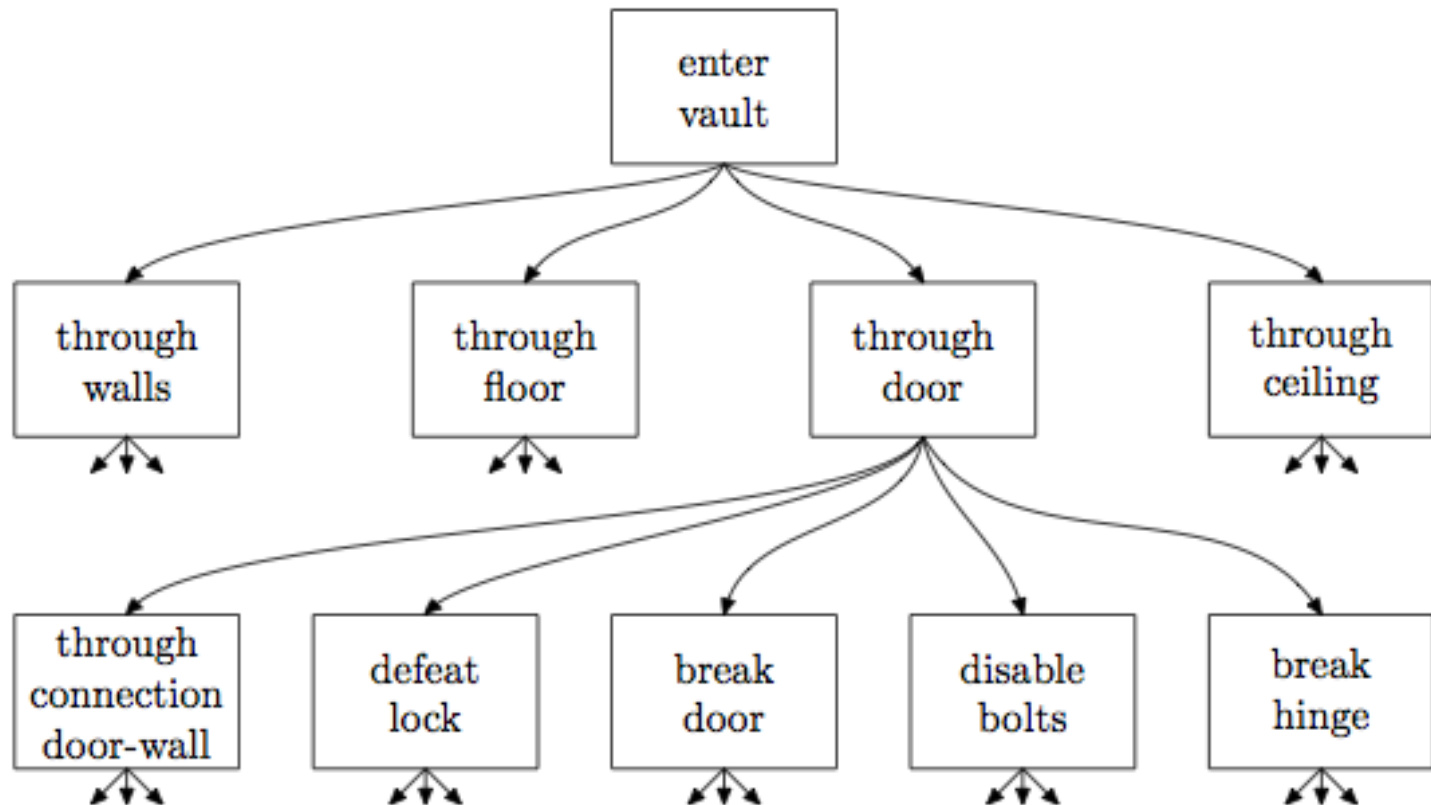 enter
vault
through
walls
through
floor
through
door
through
ceiling
through
connection
door-wall
defeat
lock
break
door
disable
bolts
break
hinge